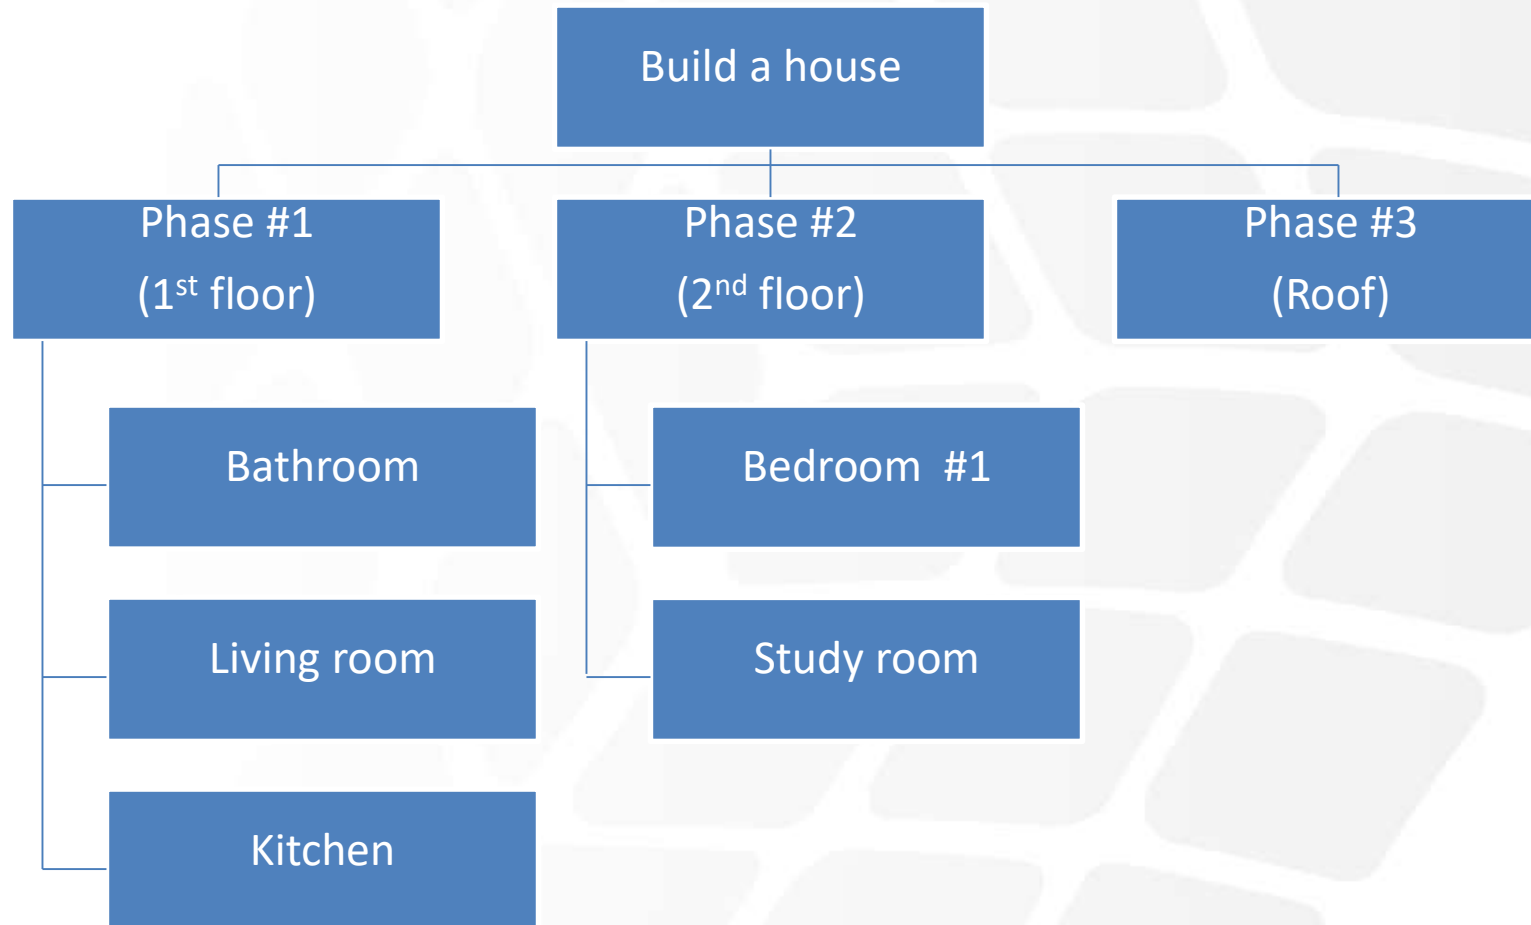 Build a house
Phase #1
(1st floor)
Phase #2
(2nd floor)
Phase #3
(Roof)
Bathroom
Living room
Kitchen
Bedroom  #1
Study room